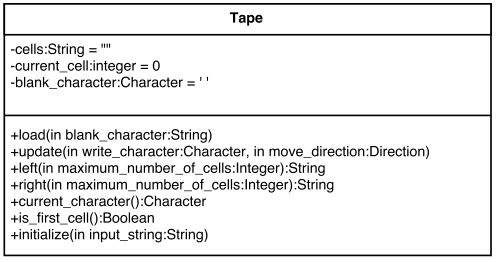 Tape
-cells:String = ""
-current_cell:integer = 0
-blank_character:Character = ' '
+load(in blank_character:String)
+update(in write_character:Character, in move_direction:Direction)
+left(in maximum_number_of_cells:Integer):String
+right(in maximum_number_of_cells:Integer):String
+current_character():Character
+is_first_cell():Boolean
+initialize(in input_string:String)